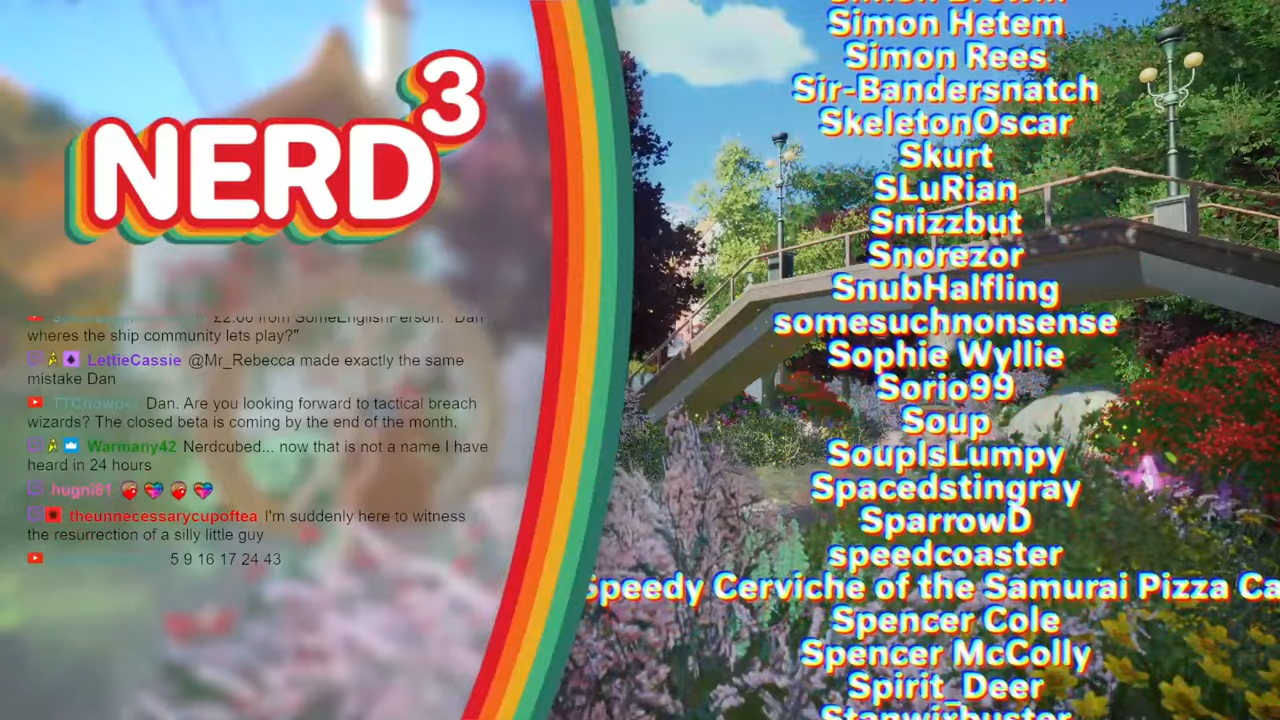 NERD3
£2.00 from SomeEnglishPerson: "Dan
wheres the ship community lets play?"
LettieCassie @Mr_Rebecca made exactly the same
mistake Dan
Dan. Are you looking forward to tactical breach
wizards? The closed beta is coming by the end of the month.
Warmany42 Nerdcubed... now that is not a name I have
heard in 24 hours
hugni81
theunnecessarycupoftea I'm suddenly here to witness
the resurrection of a silly little guy
5 9 16 17 24 43
Simon Hetem
Simon Rees
Sir-Bandersnatch
SkeletonOscar
Skurt
SLuRian
Snizzbut
Snorezor
SnubHalfling
somesuchnonsense
Sophie Wyllie
Sorio99
Soup
SoupIsLumpy
Spacedstingray
SparrowD
speedcoaster
Speedy Cerviche of the Samurai Pizza Ca
Spencer Cole
Spencer McColly
Spirit_Deer
Stanwixbuster